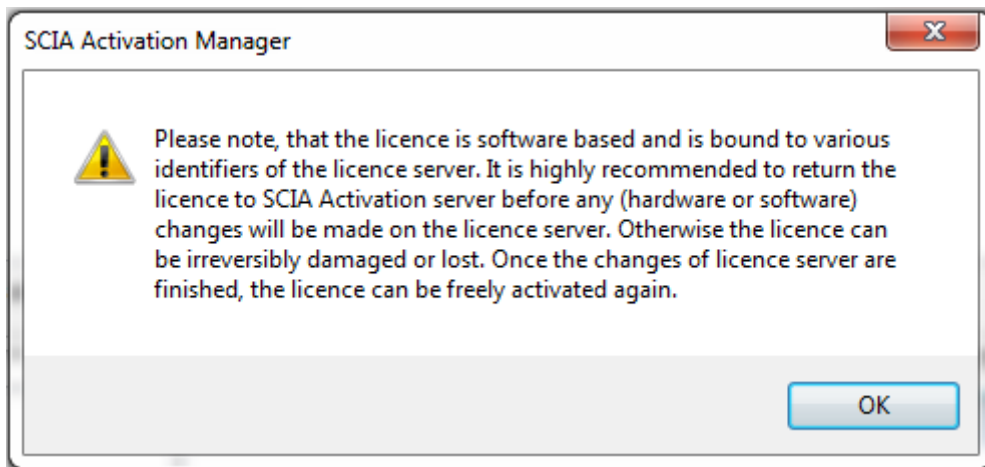 SCIA Activation Manager
Please note, that the licence is software based and is bound to various
identifiers of the licence server. It is highly recommended to return the
licence to SCIA Activation server before any (hardware or software)
changes will be made on the licence server. Otherwise the licence can
be irreversibly damaged or lost. Once the changes of licence server are
finished, the licence can be freely activated again.
OK